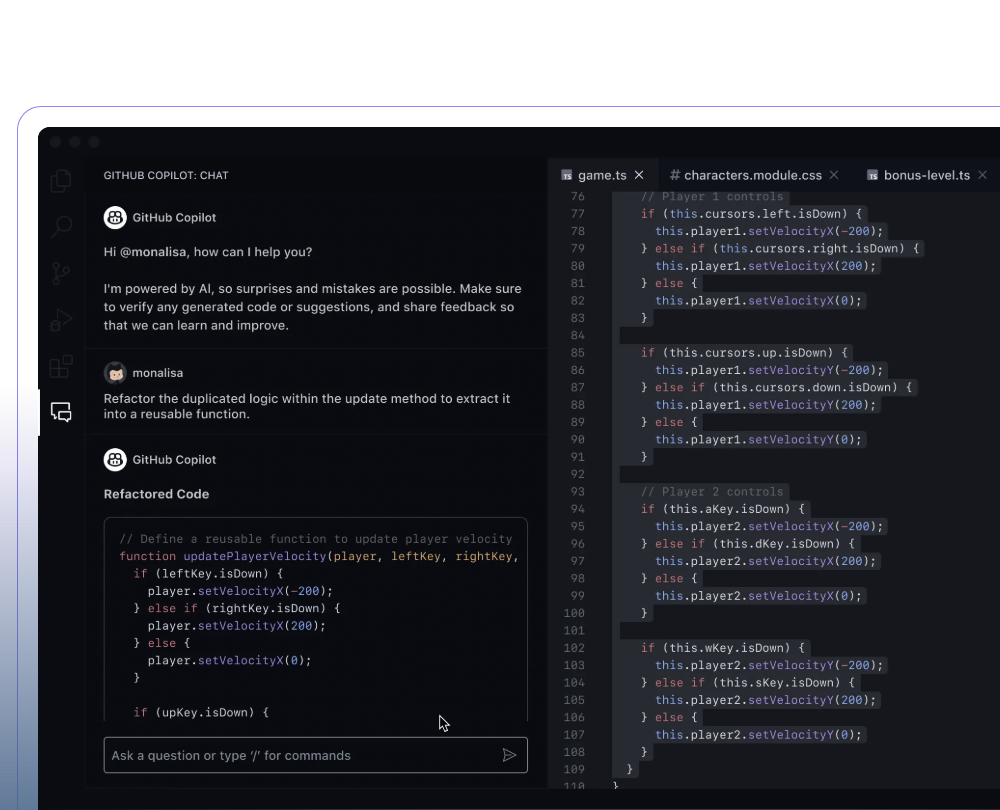 GITHUB COPILOT: CHAT
GitHub Copilot
Hi @monalisa, how can I help you?
I'm powered by AI, so surprises and mistakes are possible. Make sure
to verify any generated code or suggestions, and share feedback so
that we can learn and improve.
monalisa
Refactor the duplicated logic within the update method to extract it
into a reusable function.
GitHub Copilot
Refactored Code
// Define a reusable function to update player velocity
function updatePlayerVelocity(player, leftKey, rightKey,
if (leftKey.isDown) {
player.setVelocityX(−200);
} else if (rightKey.isDown) {
player.setVelocityX(200);
} else {
player.setVelocityX(0);
}
if (upKey.isDown) {
Ask a question or type '/' for commands
TS game.ts ×
# characters.module.css ×
TS bonus-level.ts ×
76 // Player 1 controls
77 if (this.cursors.left.isDown) {
78 this.player1.setVelocityX(−200);
79 } else if (this.cursors.right.isDown) {
80 this.player1.setVelocityX(200);
81 } else {
82 this.player1.setVelocityX(0);
83 }
84
85 if (this.cursors.up.isDown) {
86 this.player1.setVelocityY(−200);
87 } else if (this.cursors.down.isDown) {
88 this.player1.setVelocityY(200);
89 } else {
90 this.player1.setVelocityY(0);
91 }
92
93 // Player 2 controls
94 if (this.aKey.isDown) {
95 this.player2.setVelocityX(−200);
96 } else if (this.dKey.isDown) {
97 this.player2.setVelocityX(200);
98 } else {
99 this.player2.setVelocityX(0);
100 }
101
102 if (this.wKey.isDown) {
103 this.player2.setVelocityY(−200);
104 } else if (this.sKey.isDown) {
105 this.player2.setVelocityY(200);
106 } else {
107 this.player2.setVelocityY(0);
108 }
109 }
110 }